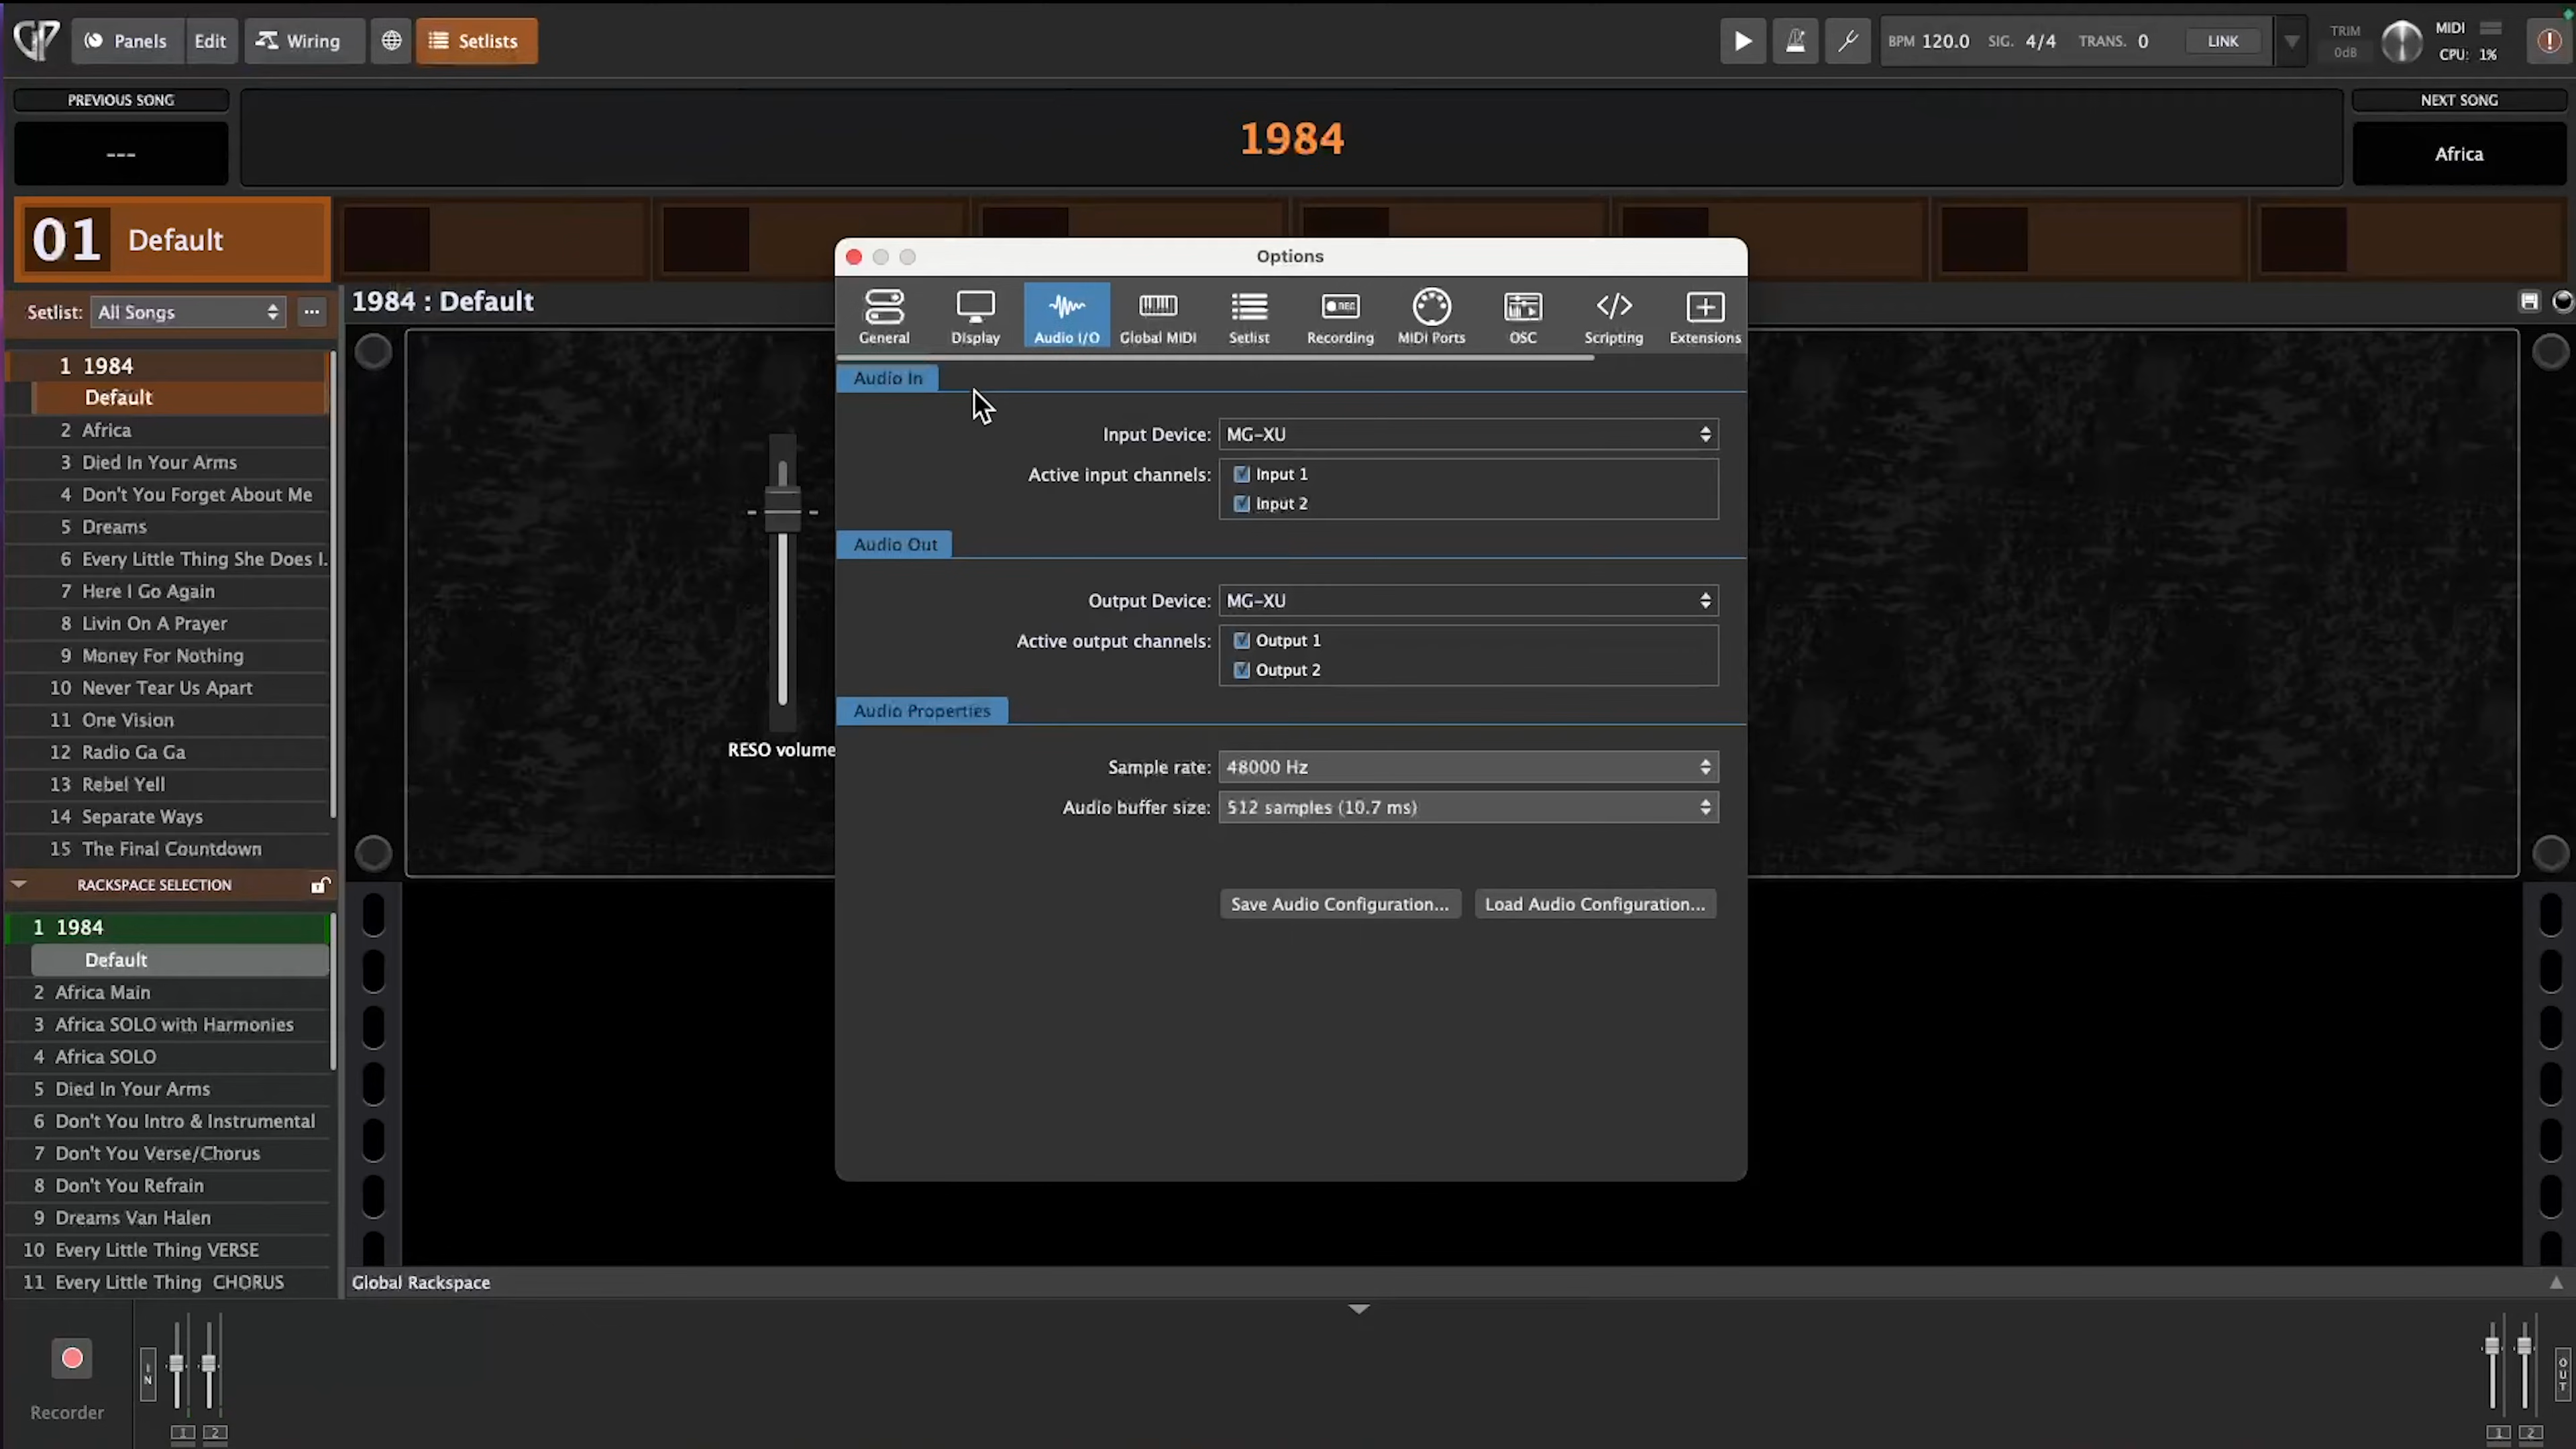 GP
Panels
Edit
Wiring
Setlists
BPM 120.0 SIG. 4/4 TRANS. 0
LINK
TRIM
0dB
MIDI
CPU: 1%
PREVIOUS SONG
---
1984
NEXT SONG
Africa
01 Default
Setlist: All Songs
...
1984 : Default
1 1984
Default
2 Africa
3 Died In Your Arms
4 Don't You Forget About Me
5 Dreams
6 Every Little Thing She Does I.
7 Here I Go Again
8 Livin On A Prayer
9 Money For Nothing
10 Never Tear Us Apart
11 One Vision
12 Radio Ga Ga
13 Rebel Yell
14 Separate Ways
15 The Final Countdown
RACKSPACE SELECTION
1 1984
Default
2 Africa Main
3 Africa SOLO with Harmonies
4 Africa SOLO
5 Died In Your Arms
6 Don't You Intro & Instrumental
7 Don't You Verse/Chorus
8 Don't You Refrain
9 Dreams Van Halen
10 Every Little Thing VERSE
11 Every Little Thing CHORUS
RESO volume
Options
General
Display
Audio I/O
Global MIDI
Setlist
REC
Recording
MIDI Ports
OSC
Scripting
Extensions
Audio In
Input Device: MG-XU
Active input channels: Input 1
Input 2
Audio Out
Output Device: MG-XU
Active output channels: Output 1
Output 2
Audio Properties
Sample rate: 48000 Hz
Audio buffer size: 512 samples (10.7 ms)
Save Audio Configuration...
Load Audio Configuration...
Global Rackspace
Recorder
IN
1 2
OUT
1 2